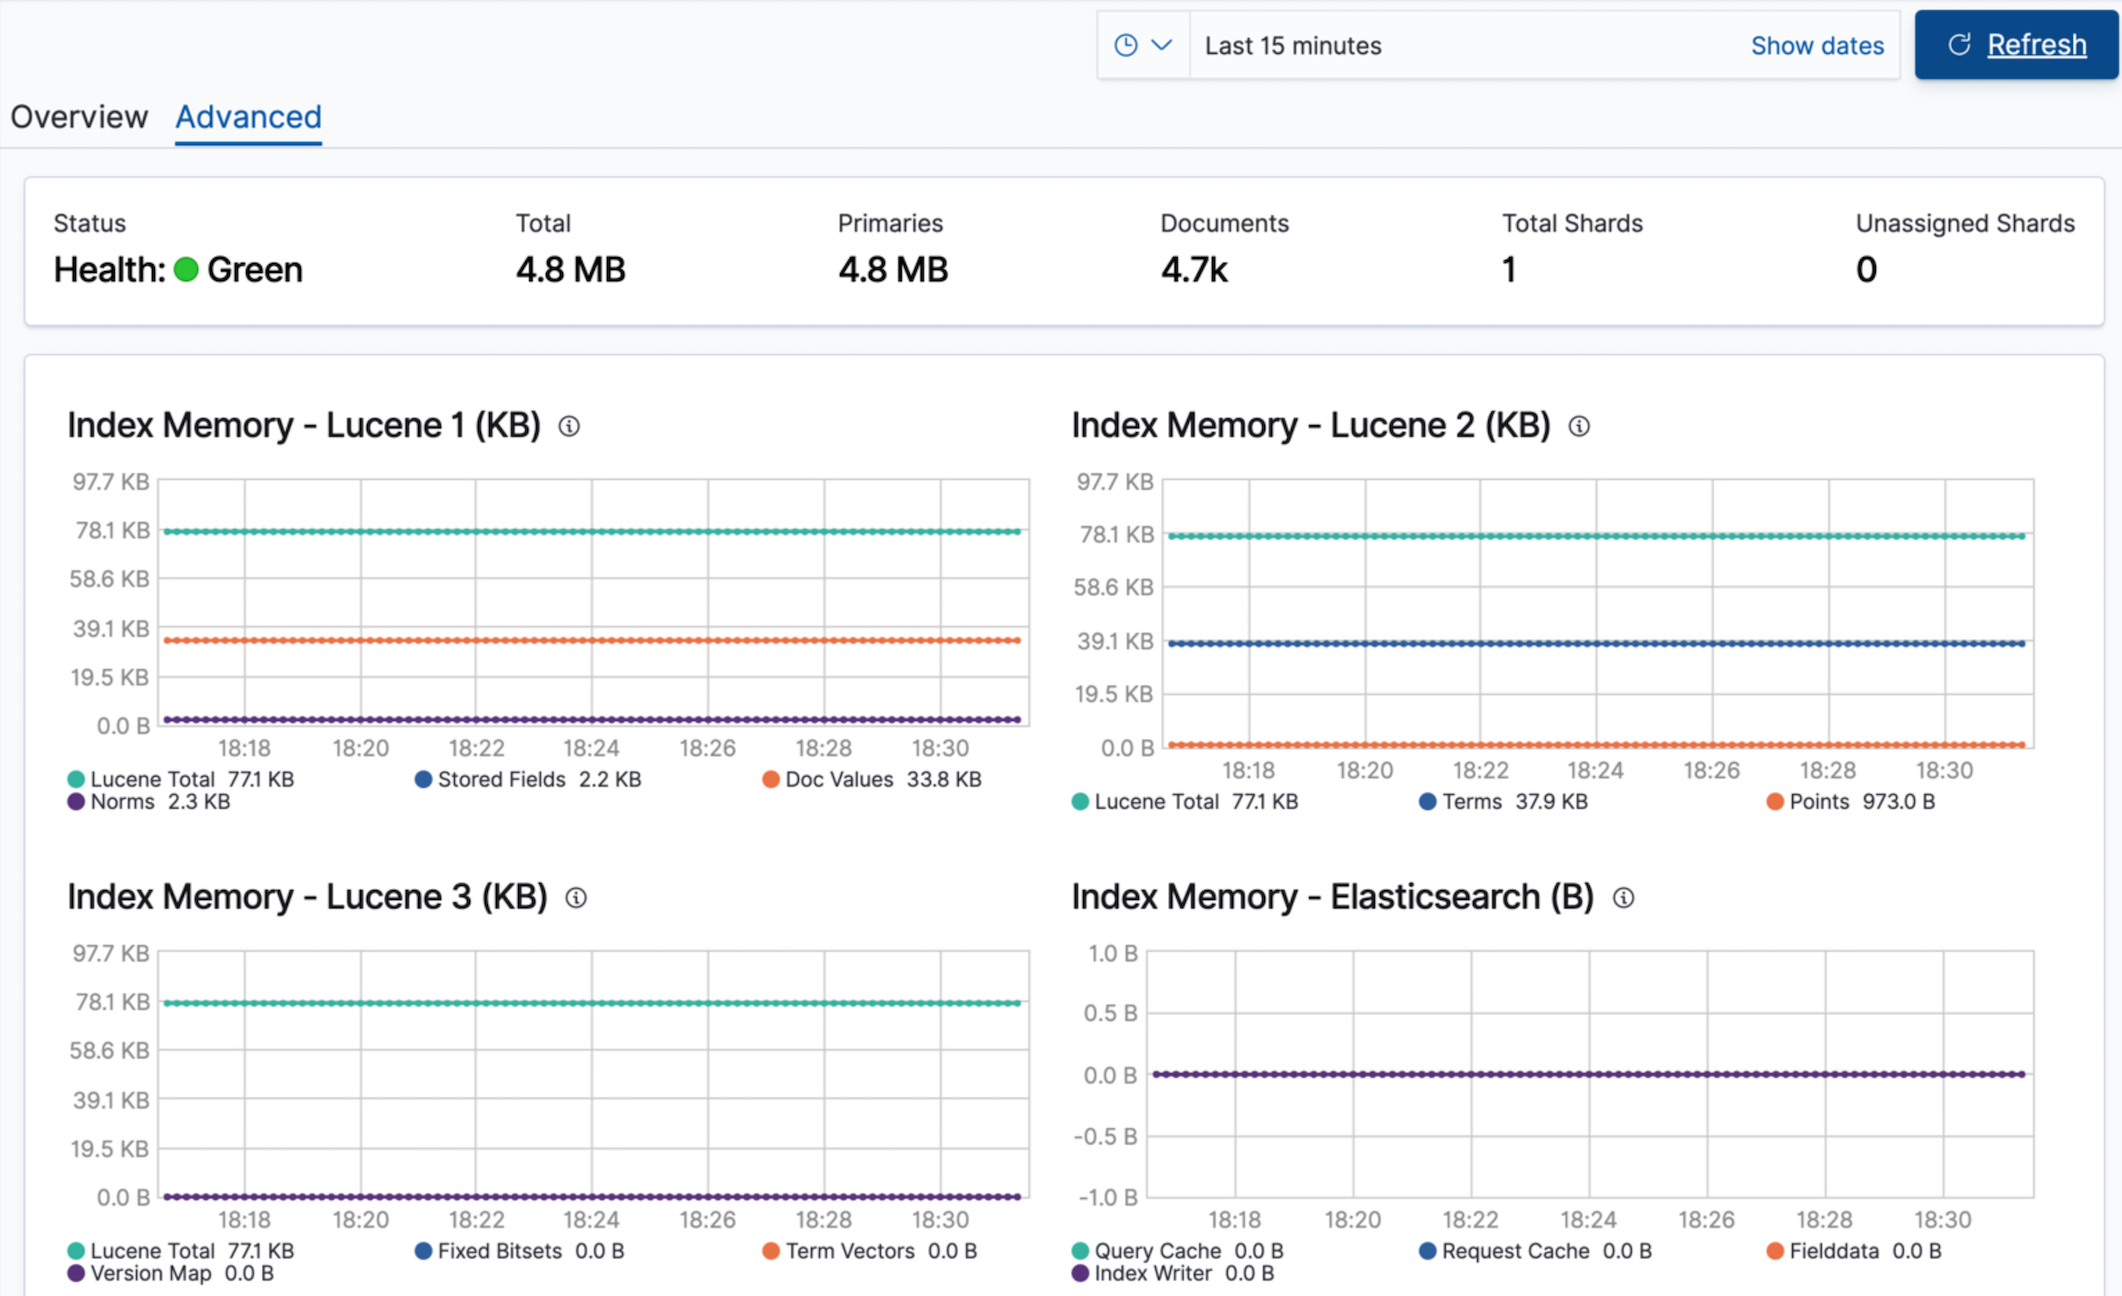 Last 15 minutes Show dates Refresh
Overview Advanced
Status Total Primaries Documents Total Shards Unassigned Shards
Health: Green 4.8 MB 4.8 MB 4.7k 1 0
Index Memory - Lucene 1 (KB)
97.7 KB
78.1 KB
58.6 KB
39.1 KB
19.5 KB
0.0 B
18:18 18:20 18:22 18:24 18:26 18:28 18:30
Lucene Total 77.1 KB Stored Fields 2.2 KB Doc Values 33.8 KB
Norms 2.3 KB
Index Memory - Lucene 2 (KB)
97.7 KB
78.1 KB
58.6 KB
39.1 KB
19.5 KB
0.0 B
18:18 18:20 18:22 18:24 18:26 18:28 18:30
Lucene Total 77.1 KB Terms 37.9 KB Points 973.0 B
Index Memory - Lucene 3 (KB)
97.7 KB
78.1 KB
58.6 KB
39.1 KB
19.5 KB
0.0 B
18:18 18:20 18:22 18:24 18:26 18:28 18:30
Lucene Total 77.1 KB Fixed Bitsets 0.0 B Term Vectors 0.0 B
Version Map 0.0 B
Index Memory - Elasticsearch (B)
1.0 B
0.5 B
0.0 B
-0.5 B
-1.0 B
18:18 18:20 18:22 18:24 18:26 18:28 18:30
Query Cache 0.0 B Request Cache 0.0 B Fielddata 0.0 B
Index Writer 0.0 B